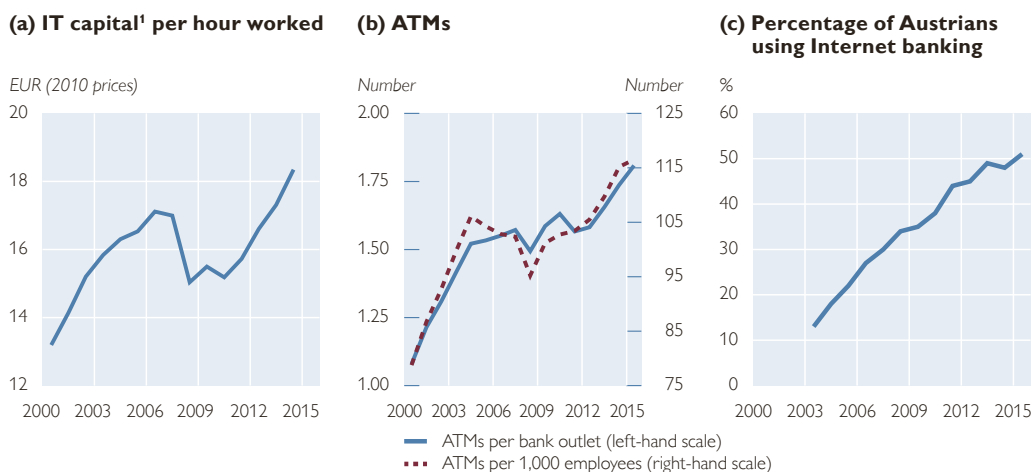 (a) IT capital¹ per hour worked
EUR (2010 prices)
20
18
16
14
12
2000 2003 2006 2009 2012 2015
(b) ATMs
Number Number
2.00 125
1.75 115
1.50 105
95
1.25 85
1.00 75
2000 2003 2006 2009 2012 2015
ATMs per bank outlet (left-hand scale)
ATMs per 1,000 employees (right-hand scale)
(c) Percentage of Austrians
using Internet banking
%
60
50
40
30
20
10
0
2000 2003 2006 2009 2012 2015